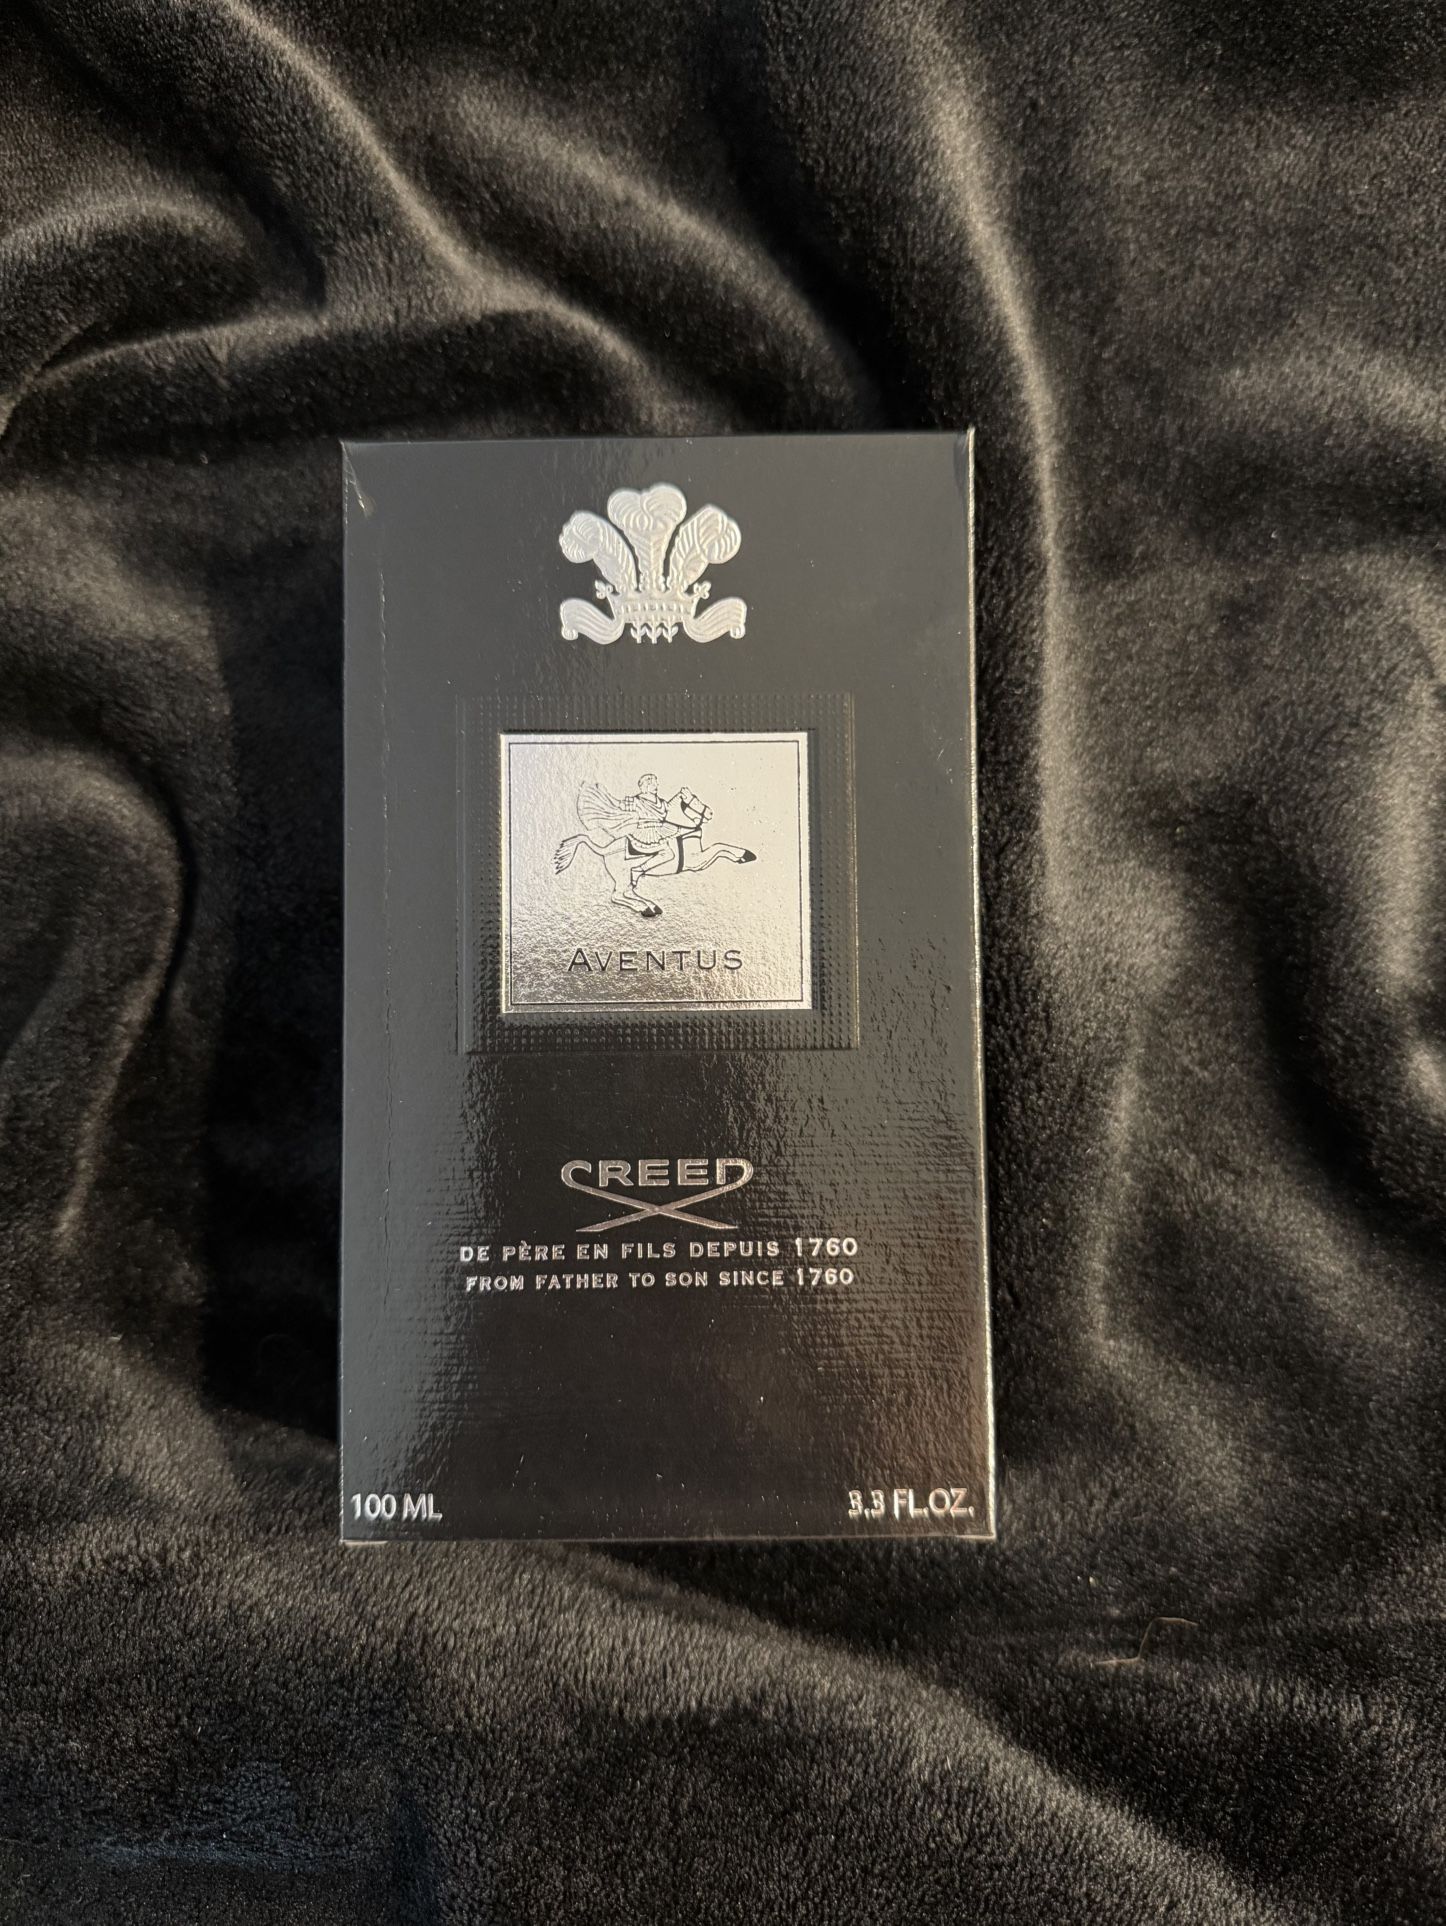 AVENTUS
CREED
DE PÈRE EN FILS DEPUIS 1760
FROM FATHER TO SON SINCE 1760
100 ML 3.3 FL.OZ.